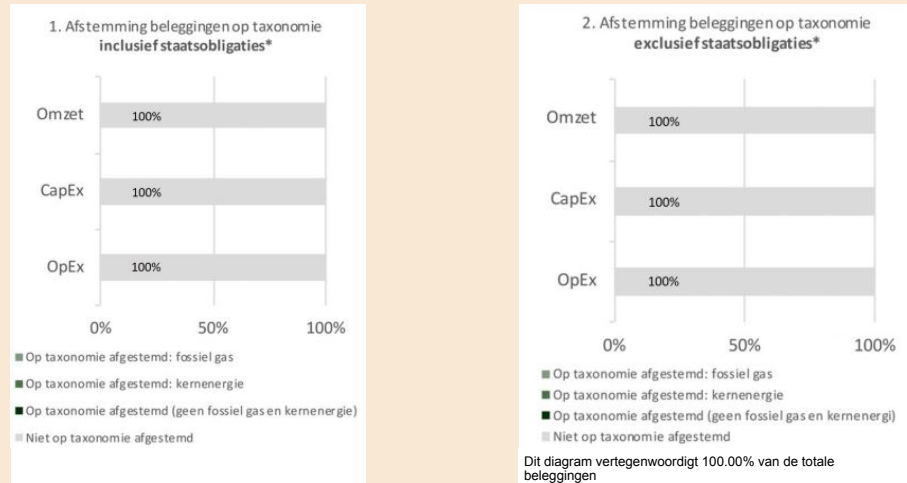 1. Afstemming beleggingen op taxonomie
inclusief staatsobligaties*
Omzet
100%
CapEx
100%
OpEx
100%
0%
50%
100%
Op taxonomie afgestemd: fossiel gas
Op taxonomie afgestemd: kernenergie
Op taxonomie afgestemd (geen fossiel gas en kernenergie)
Niet op taxonomie afgestemd
2. Afstemming beleggingen op taxonomie
exclusief staatsobligaties*
Omzet
100%
CapEx
100%
OpEx
100%
0%
50%
100%
Op taxonomie afgestemd: fossiel gas
Op taxonomie afgestemd: kernenergie
Op taxonomie afgestemd (geen fossiel gas en kernenergi)
Niet op taxonomie afgestemd
Dit diagram vertegenwoordigt 100.00% van de totale
beleggingen